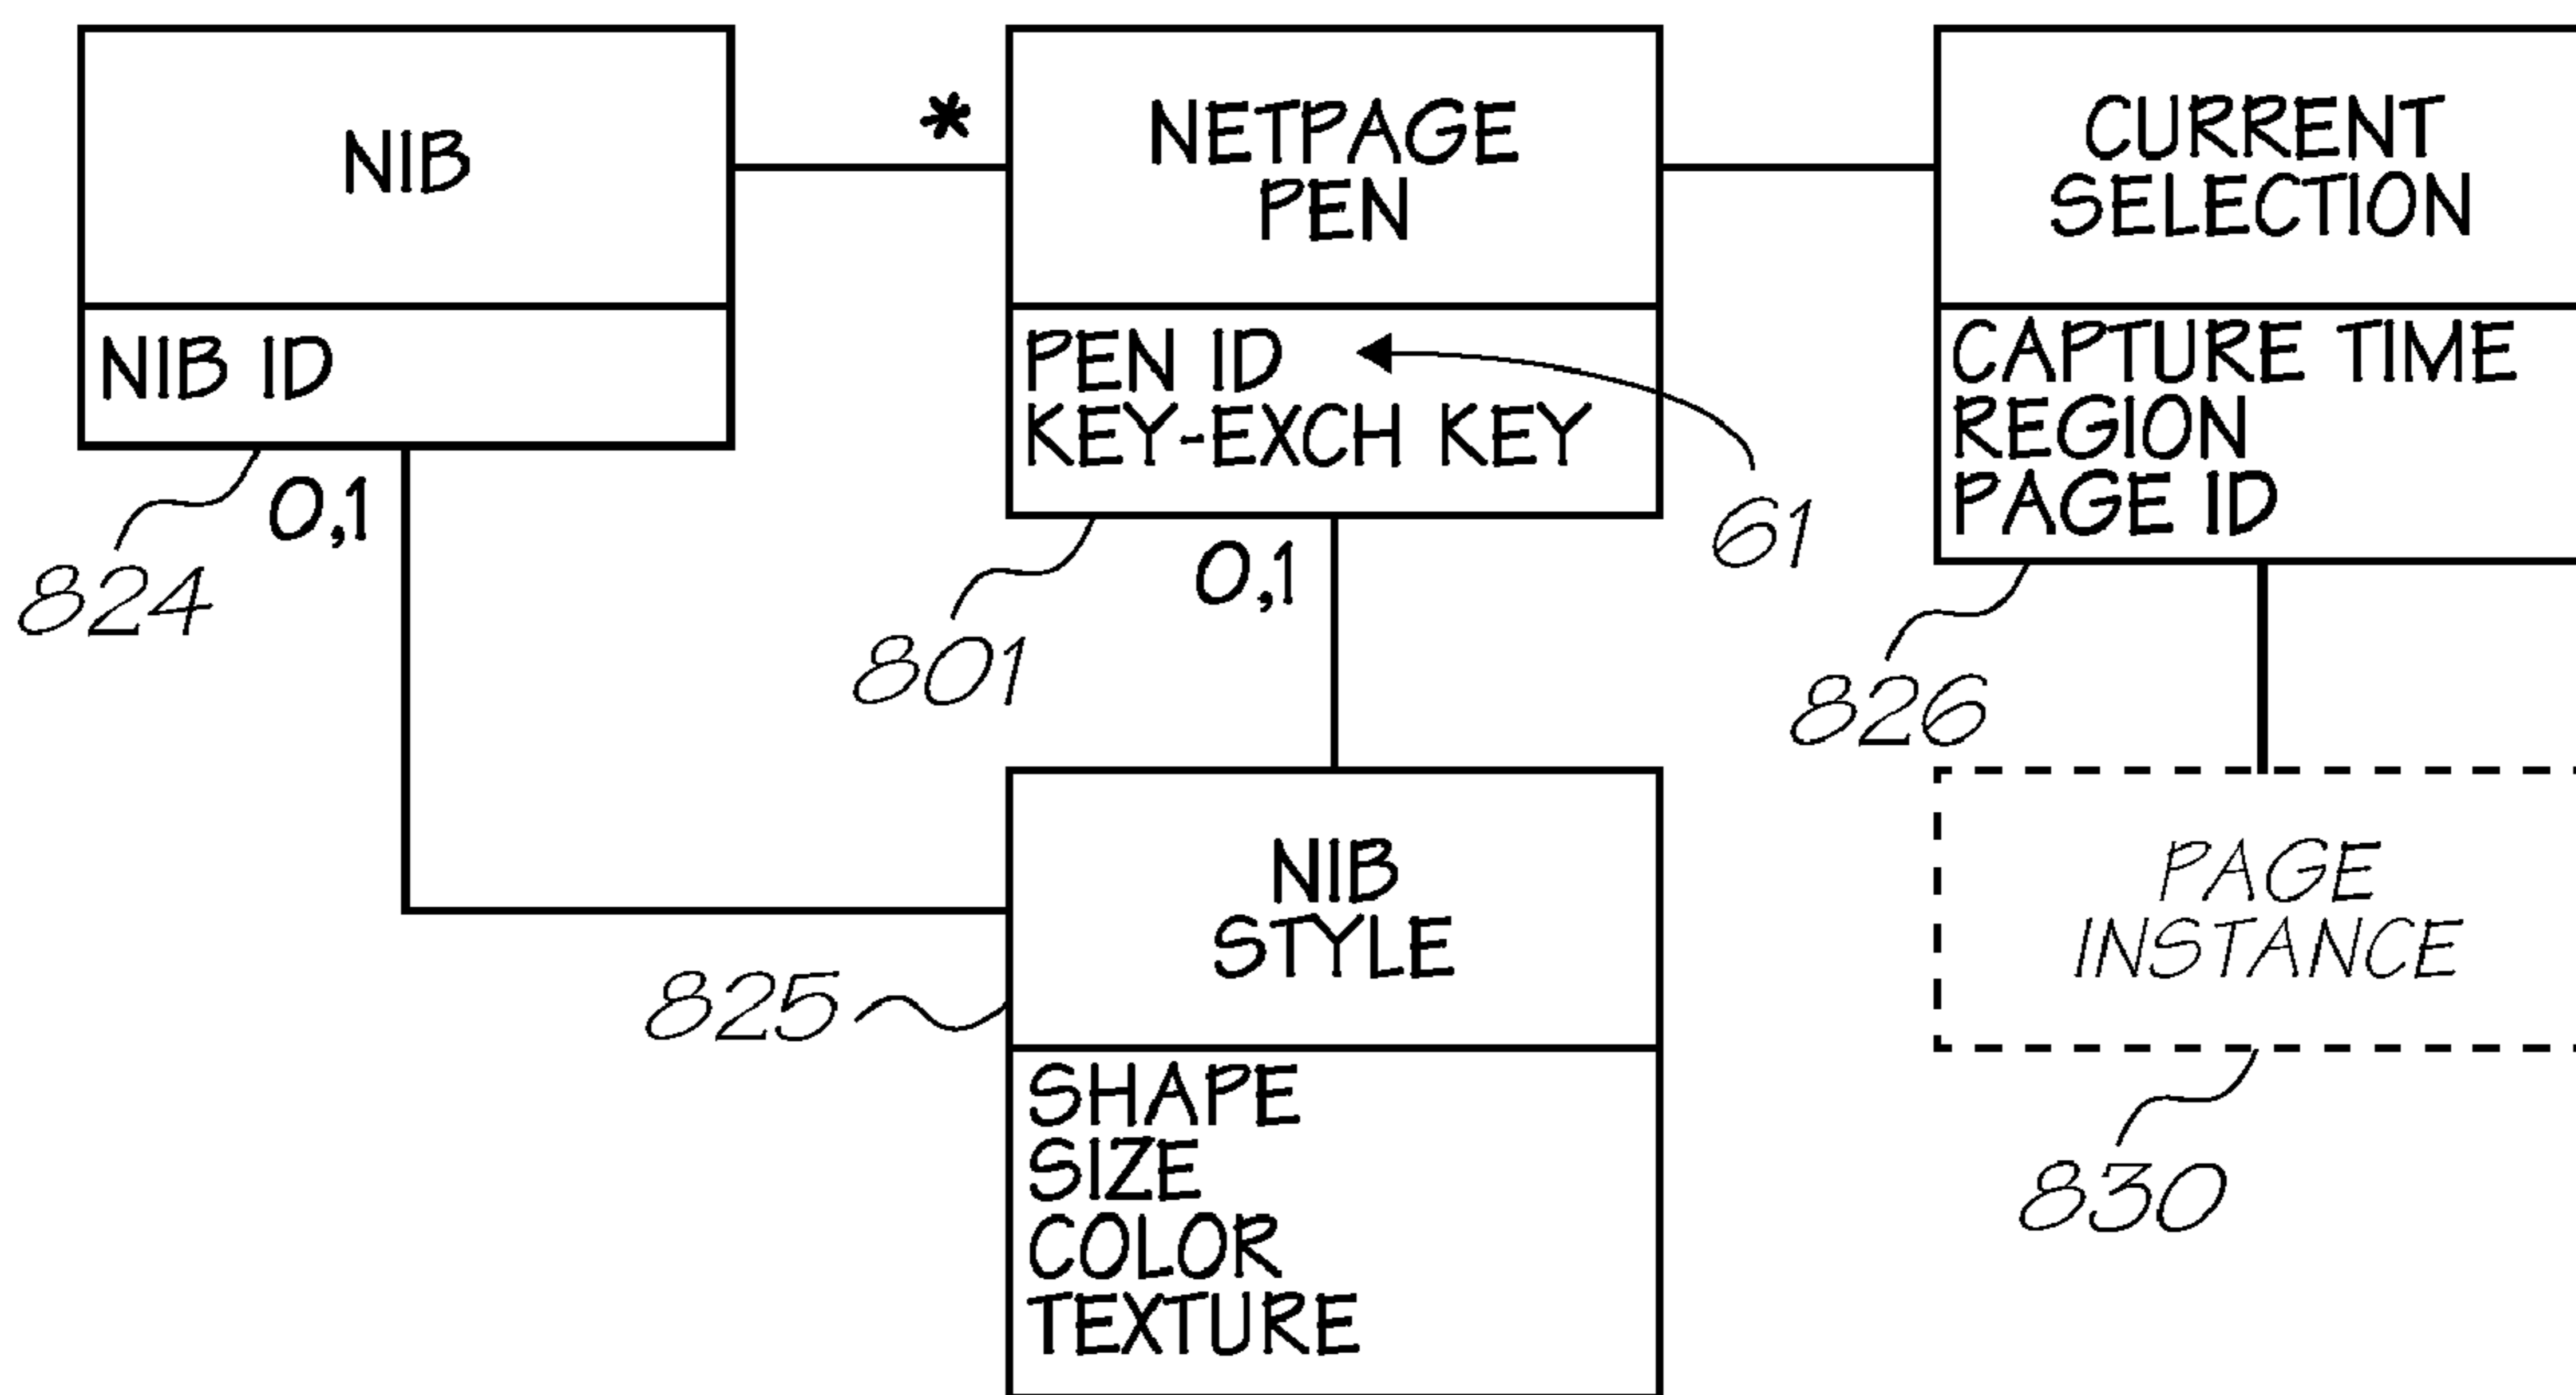 NIB
NIB ID
824
0,1
*
NETPAGE
PEN
PEN ID
KEY-EXCH KEY
61
801
0,1
CURRENT
SELECTION
CAPTURE TIME
REGION
PAGE ID
826
NIB
STYLE
825
SHAPE
SIZE
COLOR
TEXTURE
PAGE
INSTANCE
830